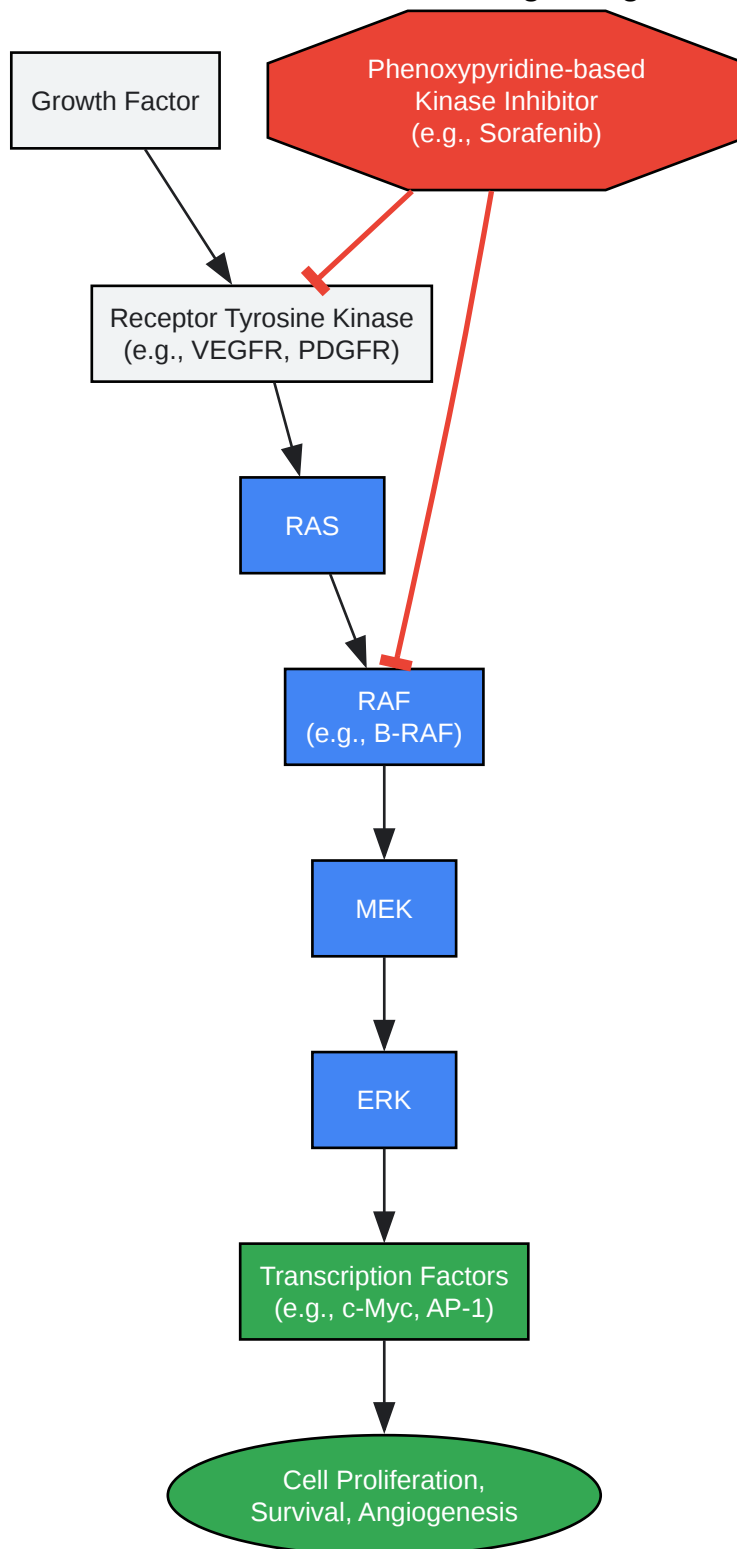 Phenoxypyridine-based
Kinase Inhibitor
(e.g., Sorafenib)
Growth Factor
Receptor Tyrosine Kinase
(e.g., VEGFR, PDGFR)
RAS
RAF
(e.g., B-RAF)
MEK
ERK
Transcription Factors
(e.g., c-Myc, AP-1)
Cell Proliferation,
Survival, Angiogenesis